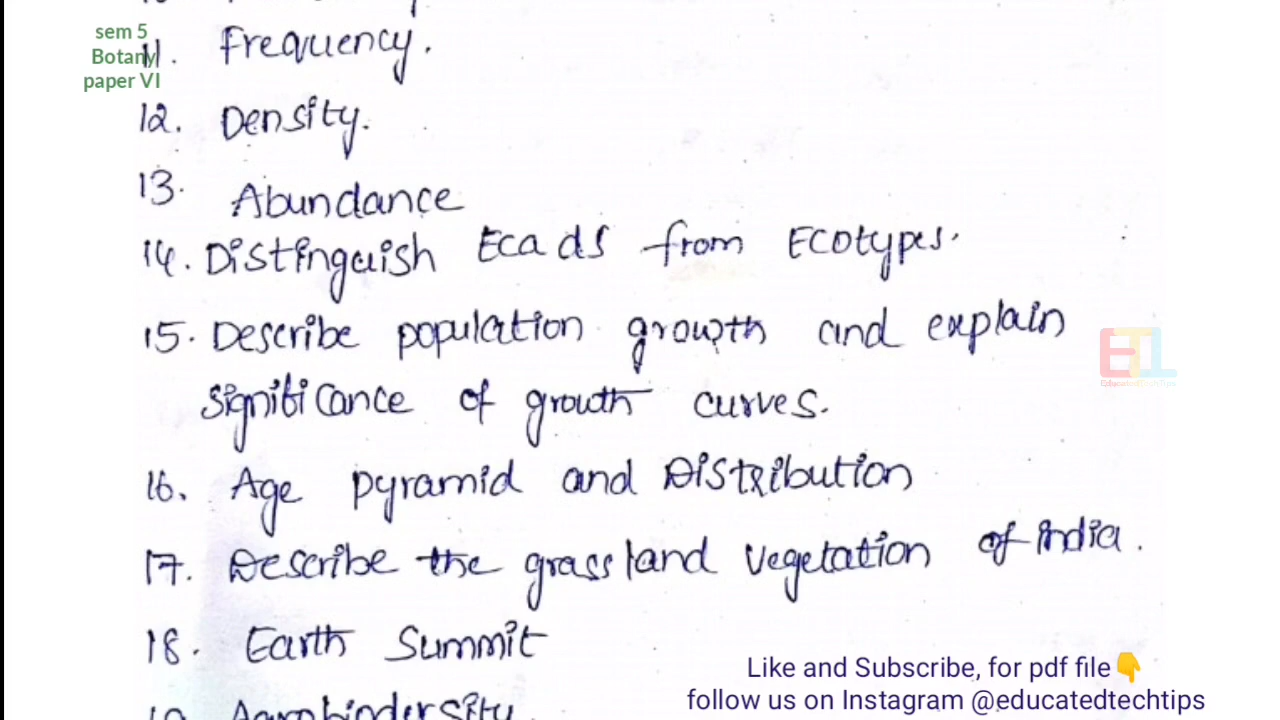 sem 5
Botany
paper VI
11. Frequency.
12. Density.
13. Abundance
14. Distinguish Ecads from Ecotypes.
15. Describe population growth and explain
significance of growth curves.
16. Age pyramid and Distribution
17. Describe the grassland vegetation of india.
18. Earth Summit
ETL
EducatedTechTips
Like and Subscribe, for pdf file👇
follow us on Instagram @educatedtechtips